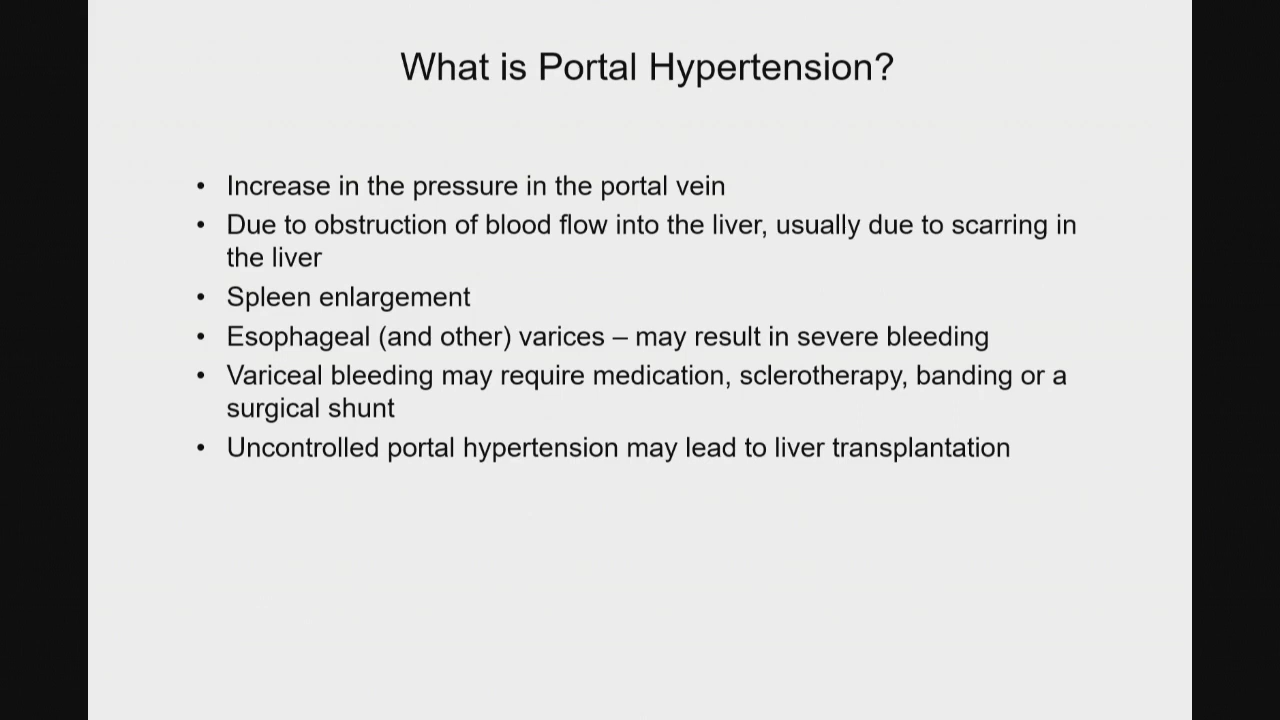 What is Portal Hypertension?
• Increase in the pressure in the portal vein
• Due to obstruction of blood flow into the liver, usually due to scarring in
the liver
• Spleen enlargement
• Esophageal (and other) varices – may result in severe bleeding
• Variceal bleeding may require medication, sclerotherapy, banding or a
surgical shunt
• Uncontrolled portal hypertension may lead to liver transplantation